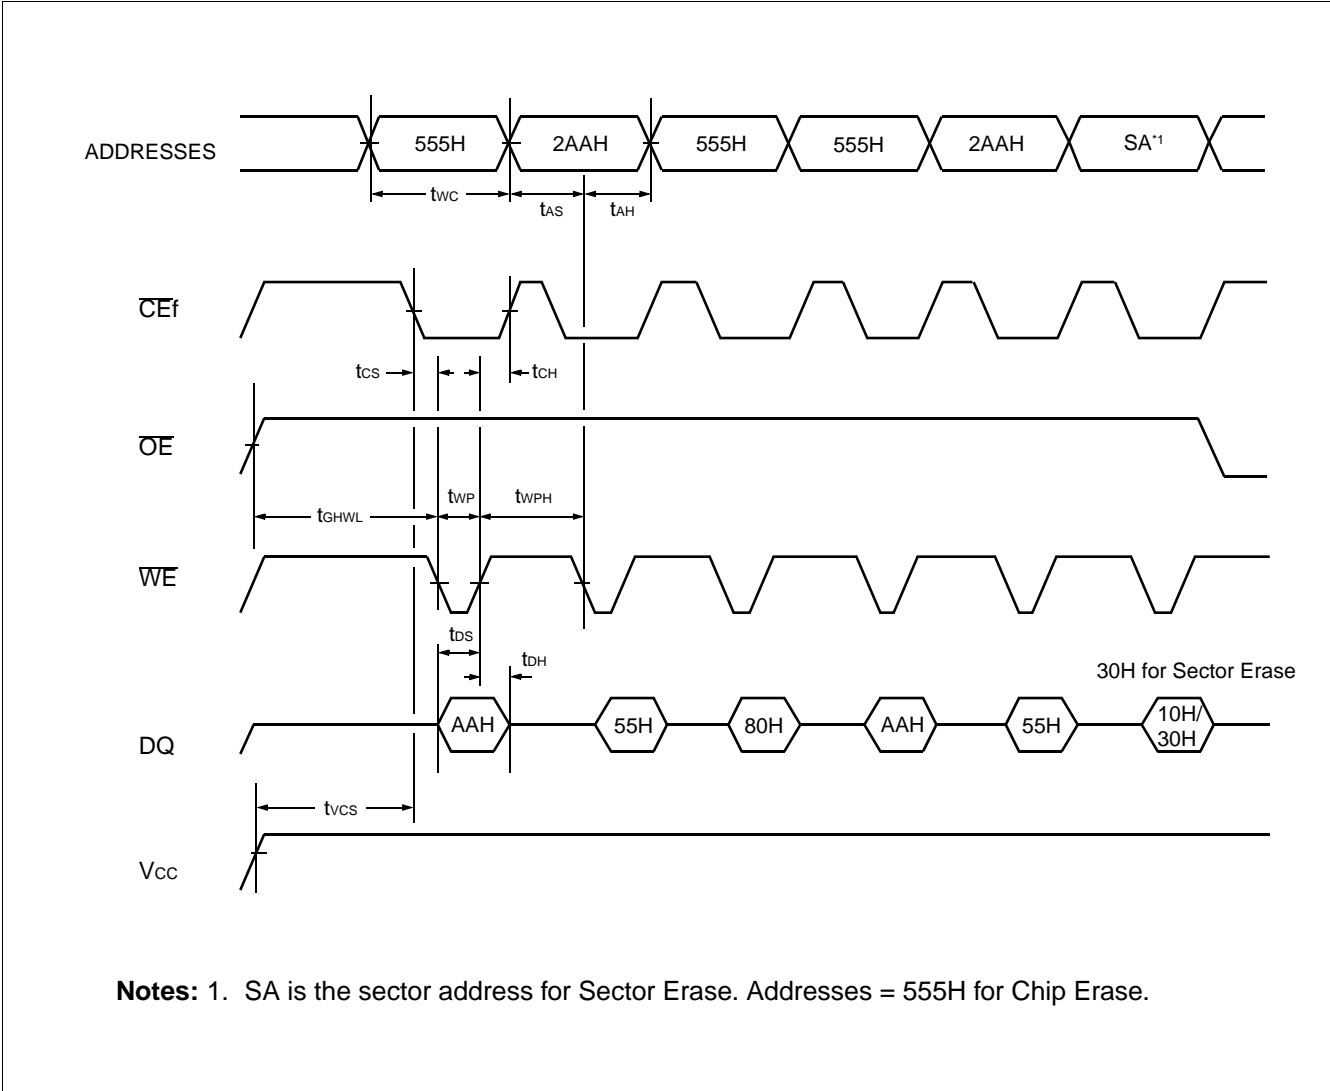 ADDRESSES 555H 2AAH 555H 555H 2AAH SA*1
tWC tAS tAH
CEf
tCS tCH
OE
tWP tWPH
tGHWL
WE
tDS
tDH
30H for Sector Erase
DQ AAH 55H 80H AAH 55H 10H/
30H
tVCS
VCC
Notes: 1. SA is the sector address for Sector Erase. Addresses = 555H for Chip Erase.